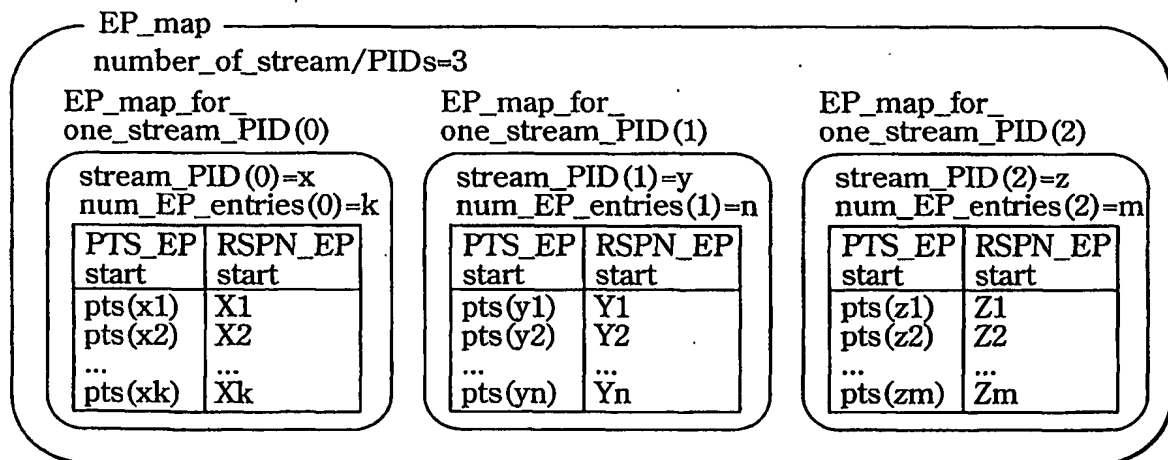 EP_map
number_of_stream/PIDs=3
EP_map_for_
one_stream_PID(0)
stream_PID(0)=x
num_EP_entries(0)=k
PTS_EP RSPN_EP
start start
pts(x1) X1
pts(x2) X2
... ...
pts(xk) Xk
EP_map_for_
one_stream_PID(1)
stream_PID(1)=y
num_EP_entries(1)=n
PTS_EP RSPN_EP
start start
pts(y1) Y1
pts(y2) Y2
... ...
pts(yn) Yn
EP_map_for_
one_stream_PID(2)
stream_PID(2)=z
num_EP_entries(2)=m
PTS_EP RSPN_EP
start start
pts(z1) Z1
pts(z2) Z2
... ...
pts(zm) Zm